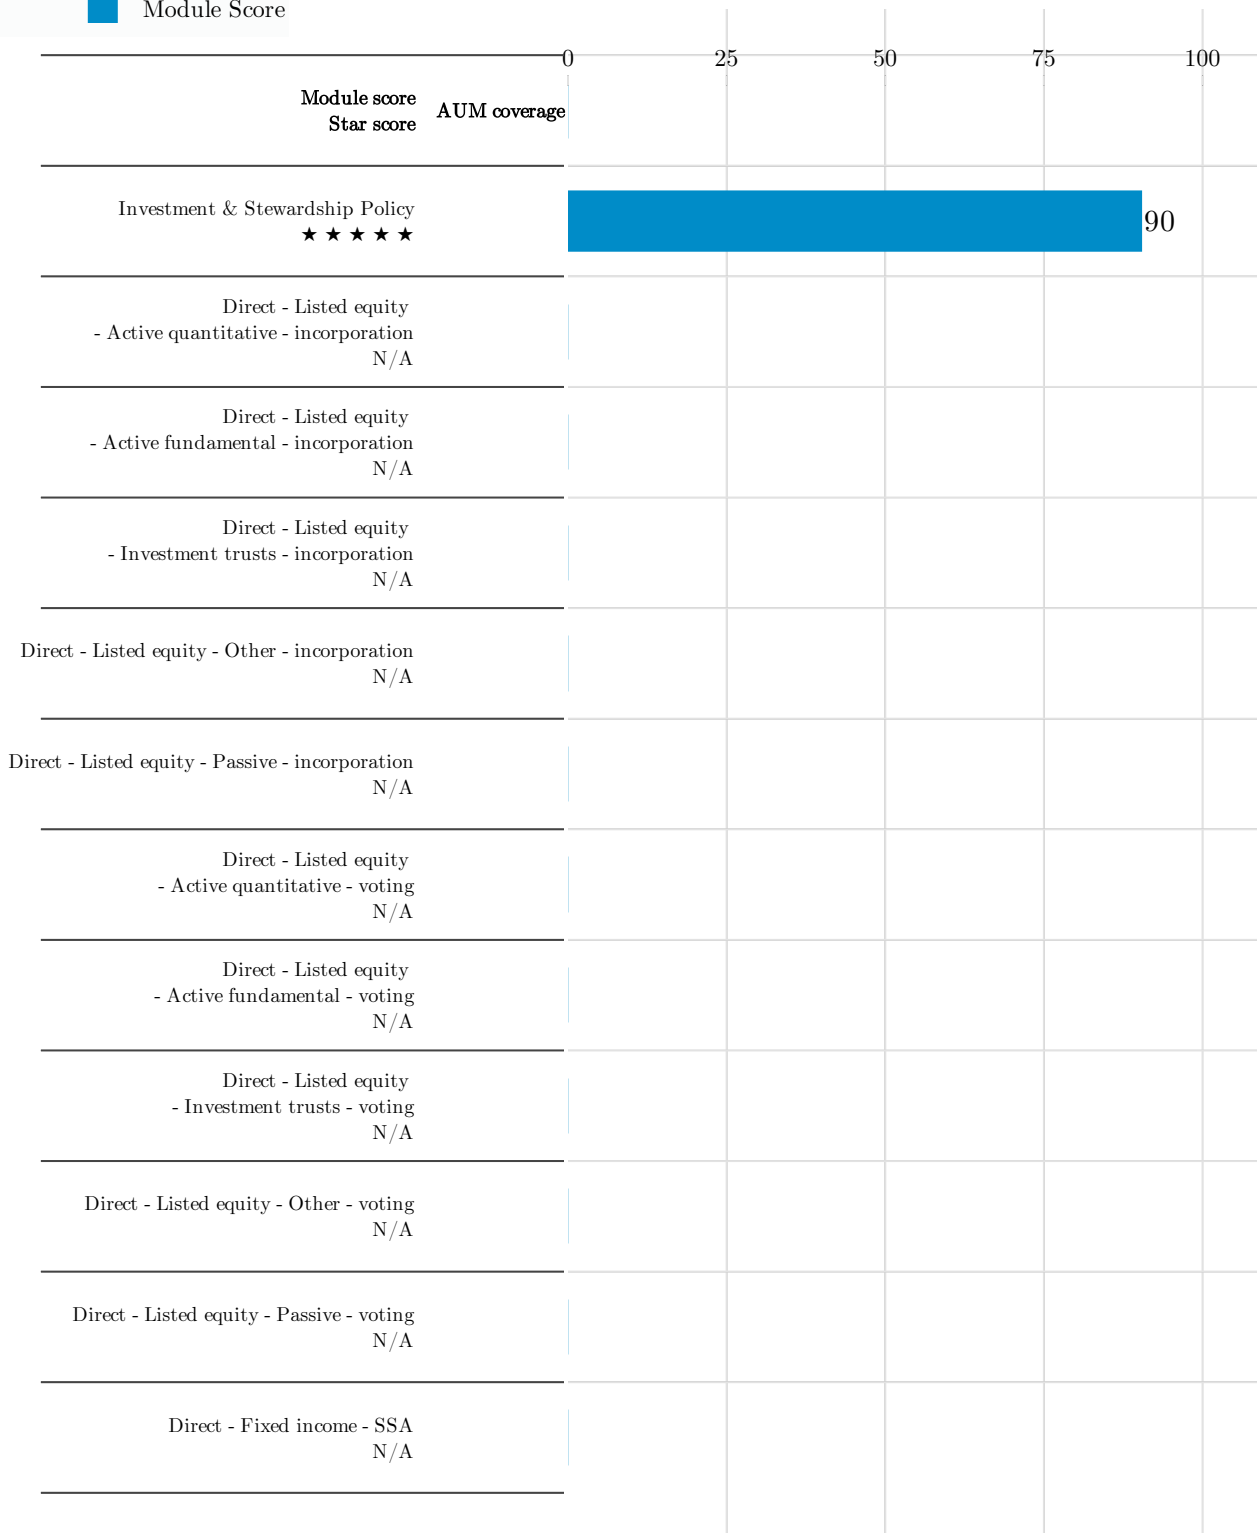 Module Score
0 25 50 75 100
Module score
Star score
AUM coverage
Investment & Stewardship Policy
★ ★ ★ ★ ★
90
Direct - Listed equity
- Active quantitative - incorporation
N/A
Direct - Listed equity
- Active fundamental - incorporation
N/A
Direct - Listed equity
- Investment trusts - incorporation
N/A
Direct - Listed equity - Other - incorporation
N/A
Direct - Listed equity - Passive - incorporation
N/A
Direct - Listed equity
- Active quantitative - voting
N/A
Direct - Listed equity
- Active fundamental - voting
N/A
Direct - Listed equity
- Investment trusts - voting
N/A
Direct - Listed equity - Other - voting
N/A
Direct - Listed equity - Passive - voting
N/A
Direct - Fixed income - SSA
N/A